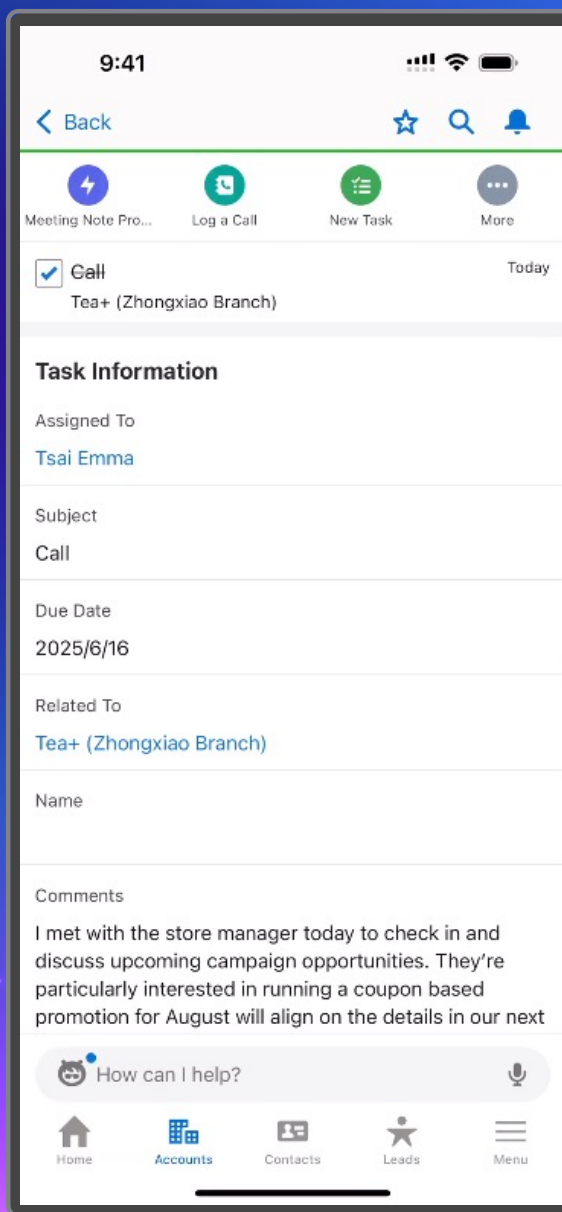 9:41
Back
Meeting Note Pro...
Log a Call
New Task
More
Call
Today
Tea+ (Zhongxiao Branch)
Task Information
Assigned To
Tsai Emma
Subject
Call
Due Date
2025/6/16
Related To
Tea+ (Zhongxiao Branch)
Name
Comments
I met with the store manager today to check in and
discuss upcoming campaign opportunities. They're
particularly interested in running a coupon based
promotion for August will align on the details in our next
How can I help?
Home
Accounts
Contacts
Leads
Menu